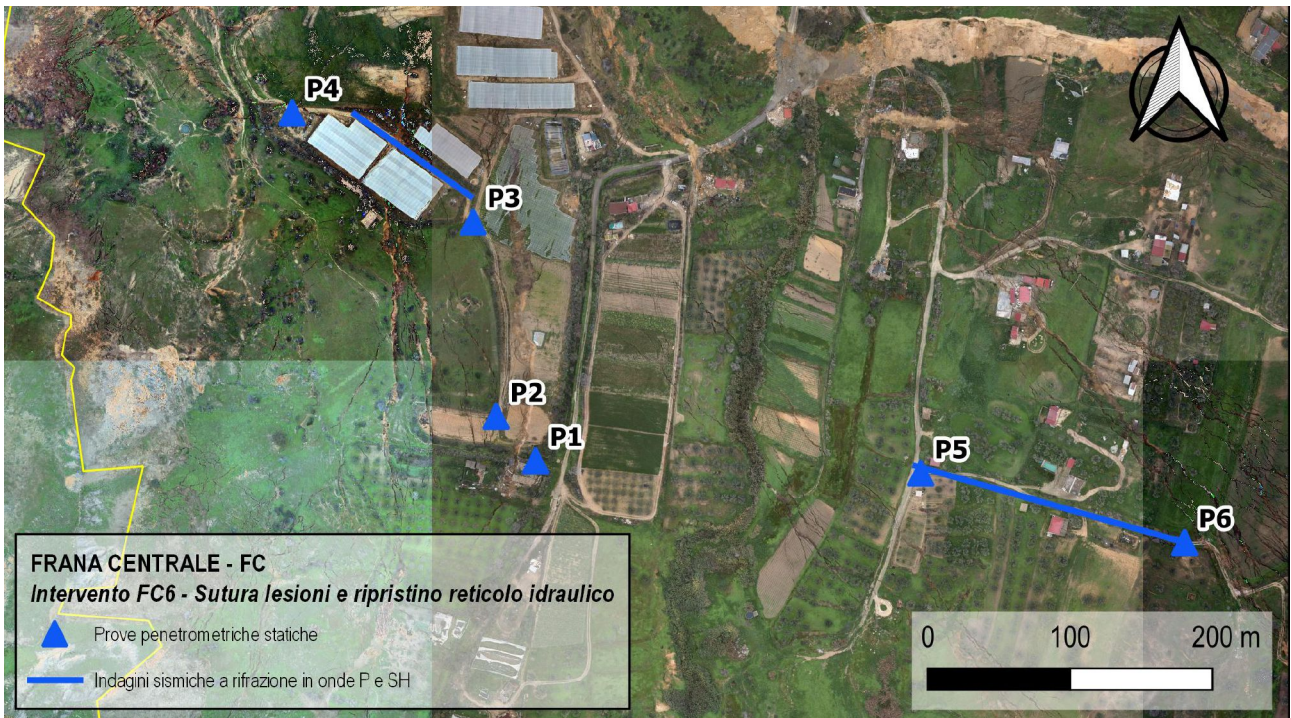 P4
P3
P2
P1
P5
P6
FRANA CENTRALE - FC
Intervento FC6 - Sutura lesioni e ripristino reticolo idraulico
Prove penetrometriche statiche
Indagini sismiche a rifrazione in onde P e SH
0 100 200 m